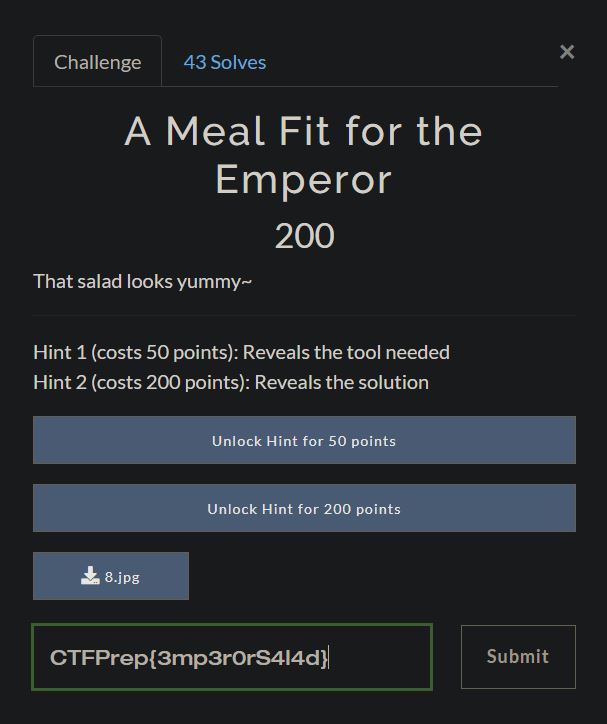 Challenge
43 Solves
×
A Meal Fit for the
Emperor
200
That salad looks yummy~
Hint 1 (costs 50 points): Reveals the tool needed
Hint 2 (costs 200 points): Reveals the solution
Unlock Hint for 50 points
Unlock Hint for 200 points
8.jpg
CTFPrep{3mp3r0rS4l4d}
Submit